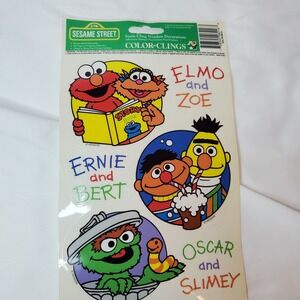 SESAME STREET
Static Cling Window Decorations
COLOR-CLINGS
ELMO
and
ZOE
ERNIE
and
BERT
OSCAR
and
SLIMEY